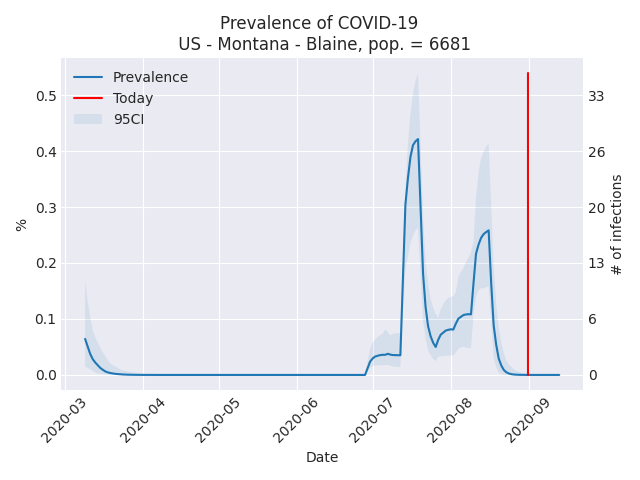 Prevalence of COVID-19
US - Montana - Blaine, pop. = 6681
Prevalence
Today
95CI
%
0.5
0.4
0.3
0.2
0.1
0.0
33
26
20
13
6
0
# of infections
2020-03
2020-04
2020-05
2020-06
2020-07
2020-08
2020-09
Date